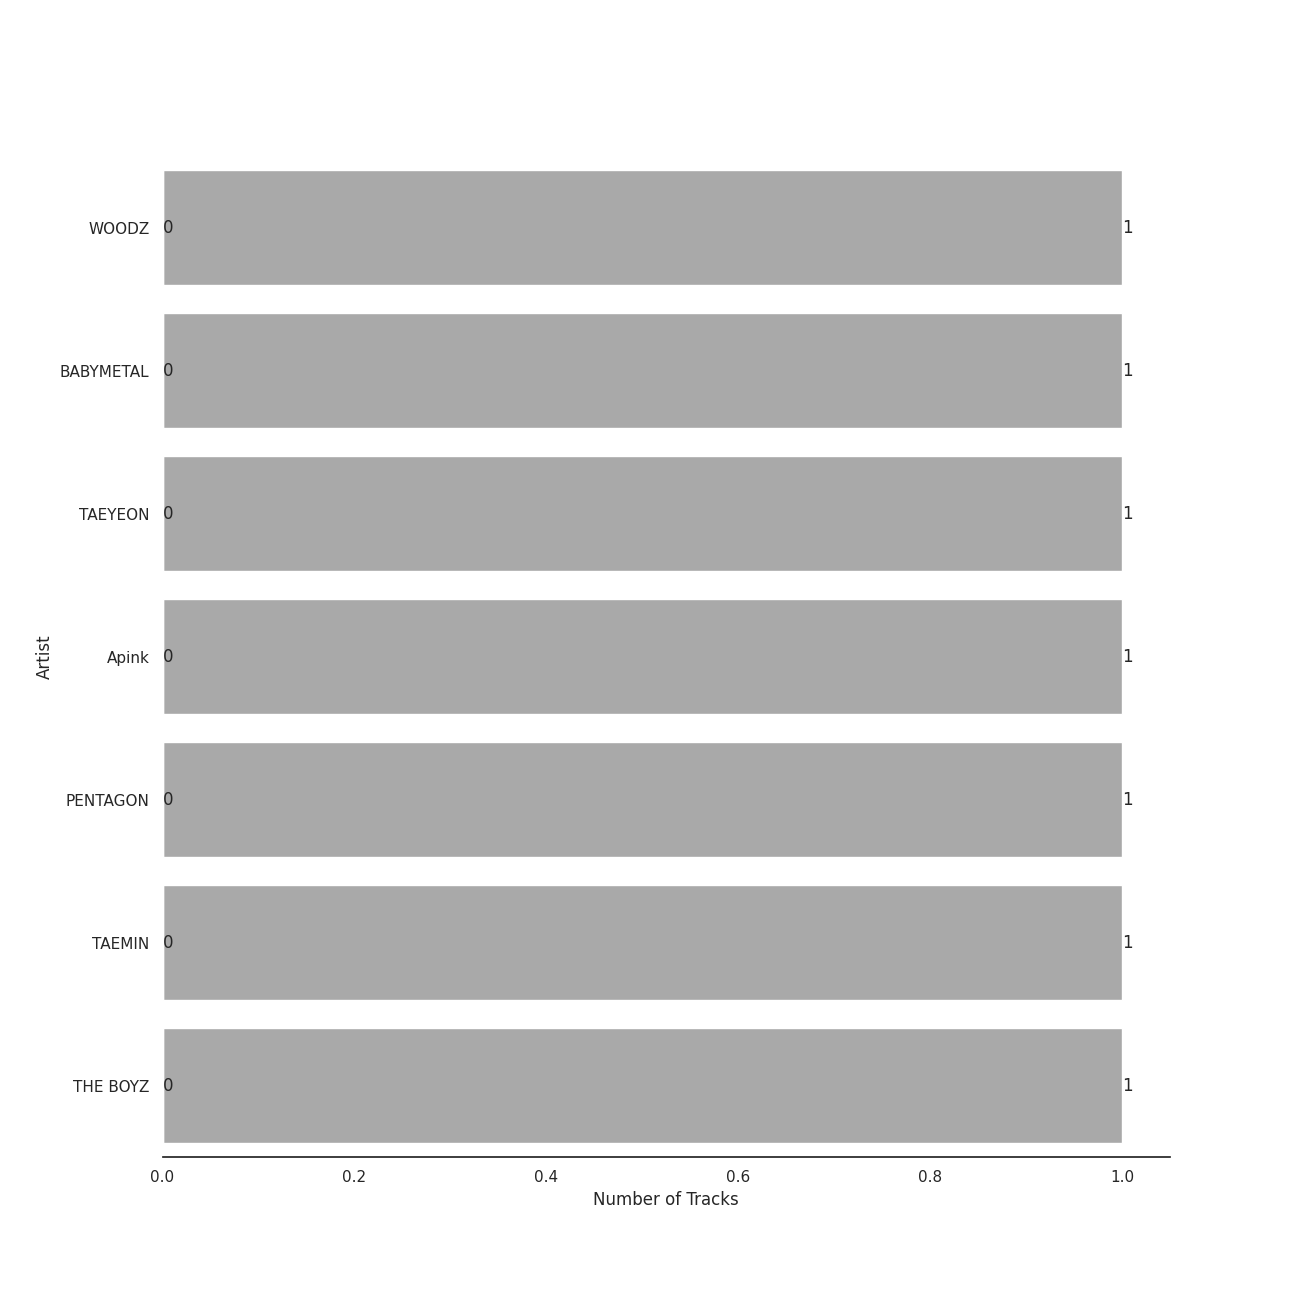 WOODZ 0 1
BABYMETAL 0 1
TAEYEON 0 1
Apink 0 1
Artist
PENTAGON 0 1
TAEMIN 0 1
THE BOYZ 0 1
0.0 0.2 0.4 0.6 0.8 1.0
Number of Tracks